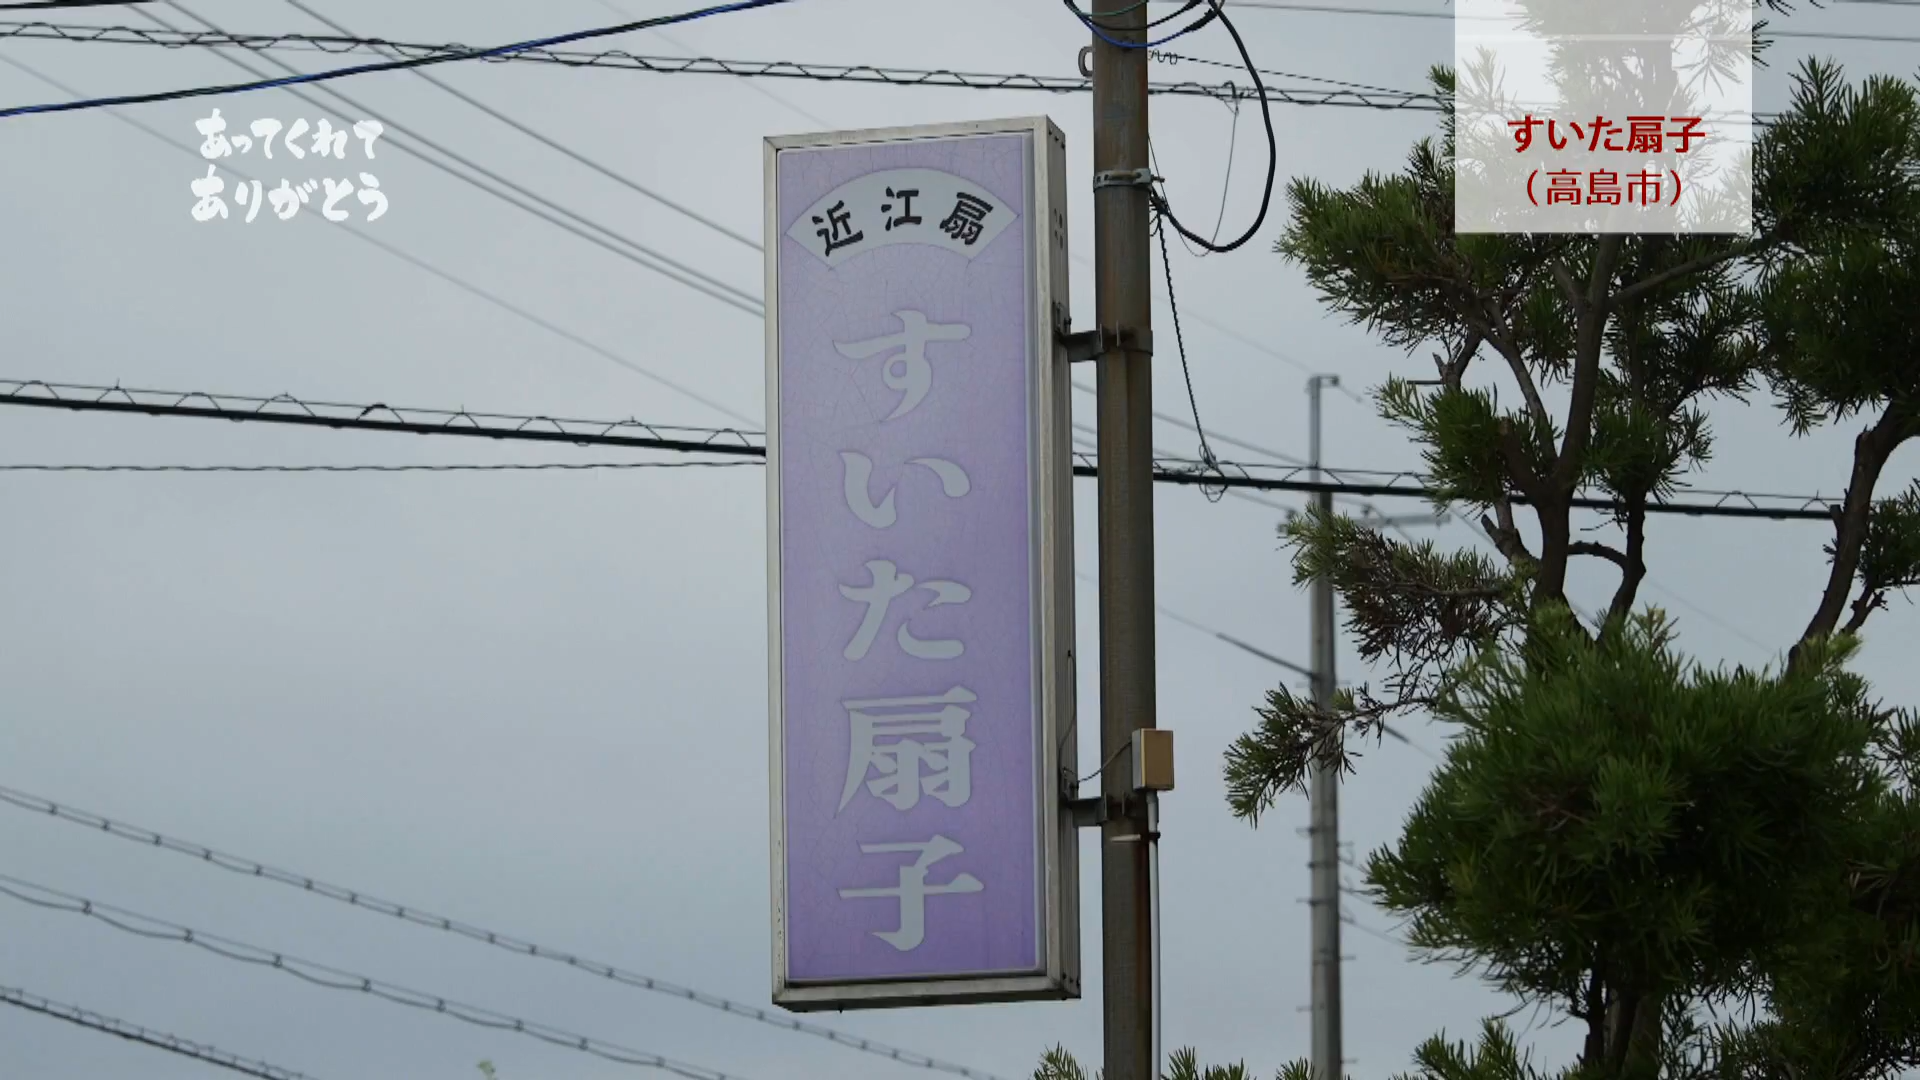 あってくれて
ありがとう
近江扇
すいた扇子
すいた扇子
（高島市）